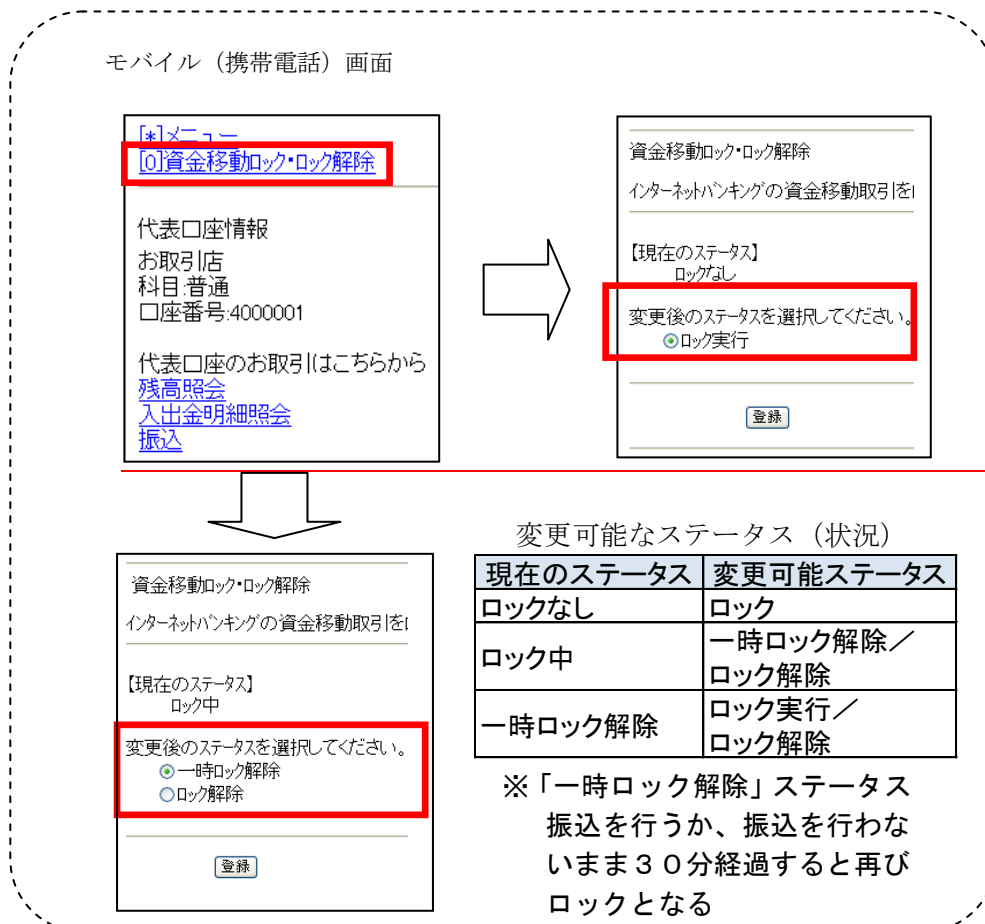 モバイル（携帯電話）画面
[*]メニュー
[0]資金移動ロック・ロック解除
代表口座情報
お取引店
科目:普通
口座番号:4000001
代表口座のお取引はこちらから
残高照会
入出金明細照会
振込
資金移動ロック・ロック解除
インターネットバンキングの資金移動取引を
【現在のステータス】
ロックなし
変更後のステータスを選択してください。
ロック実行
登録
資金移動ロック・ロック解除
インターネットバンキングの資金移動取引を
【現在のステータス】
ロック中
変更後のステータスを選択してください。
一時ロック解除
ロック解除
登録
変更可能なステータス（状況）
現在のステータス 変更可能ステータス
ロックなし ロック
ロック中 一時ロック解除／
ロック解除
一時ロック解除 ロック実行／
ロック解除
※「一時ロック解除」ステータス
振込を行うか、振込を行わな
いまま３０分経過すると再び
ロックとなる